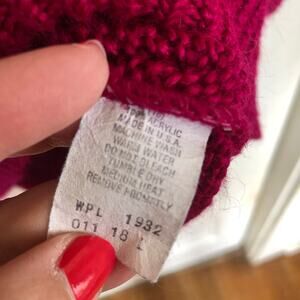 100% ACRYLIC
MADE IN U.S.A.
MACHINE WASH
WARM WATER
DO NOT BLEACH
TUMBLE DRY
MEDIUM HEAT
REMOVE PROMPTLY
WPL 1932
011 18 L